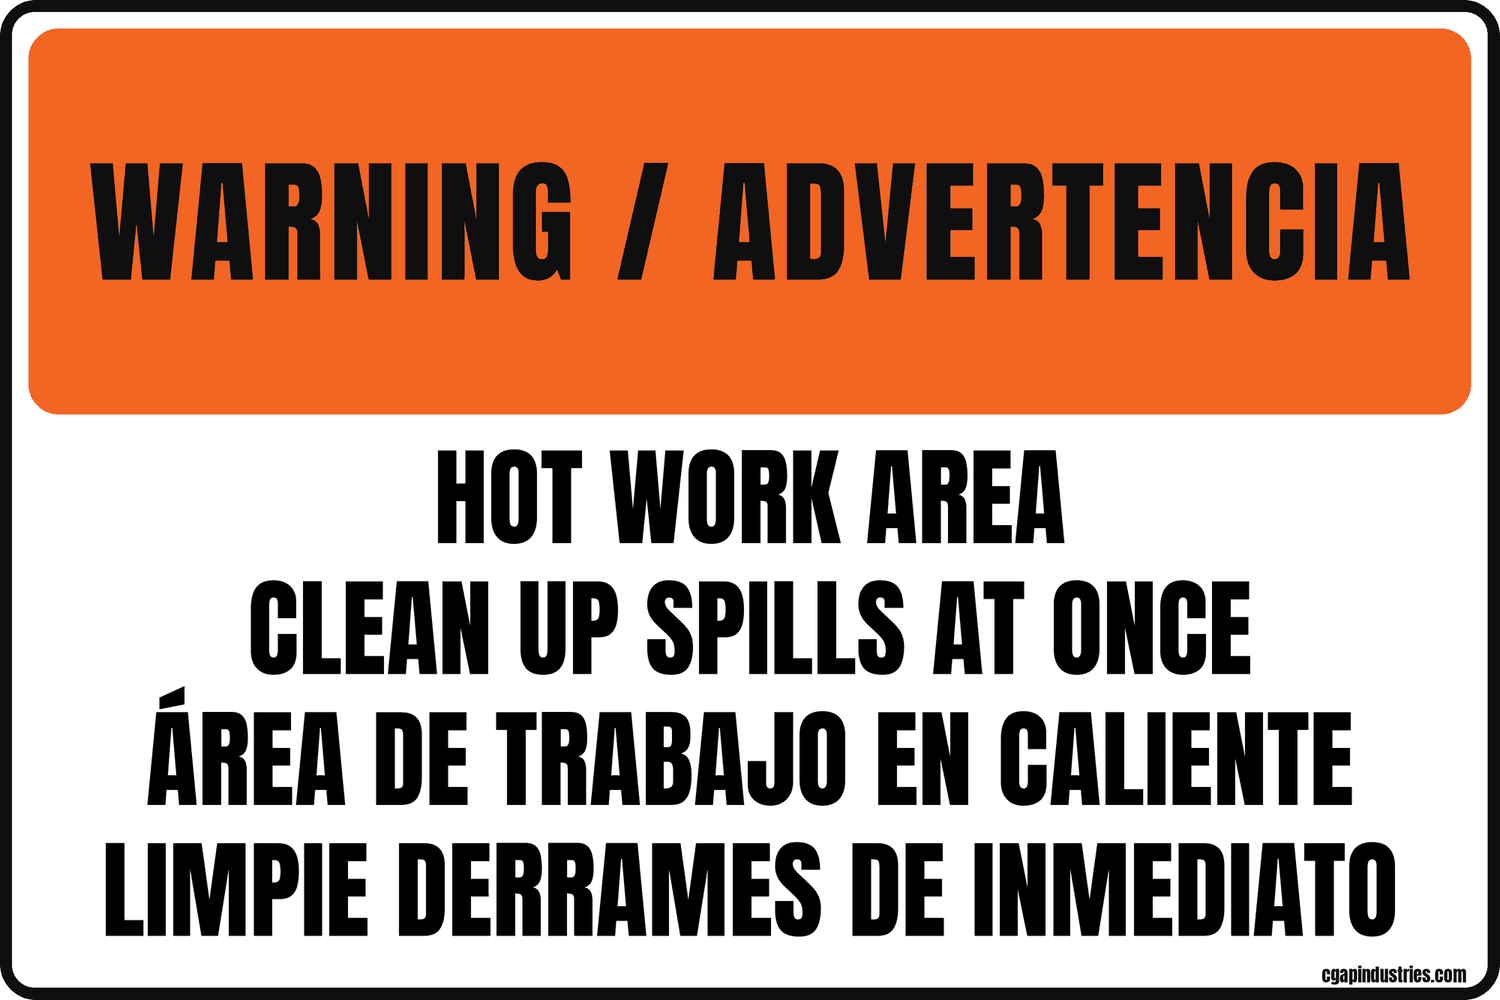 WARNING / ADVERTENCIA
HOT WORK AREA
CLEAN UP SPILLS AT ONCE
ÁREA DE TRABAJO EN CALIENTE
LIMPIE DERRAMES DE INMEDIATO
cgapindustries.com